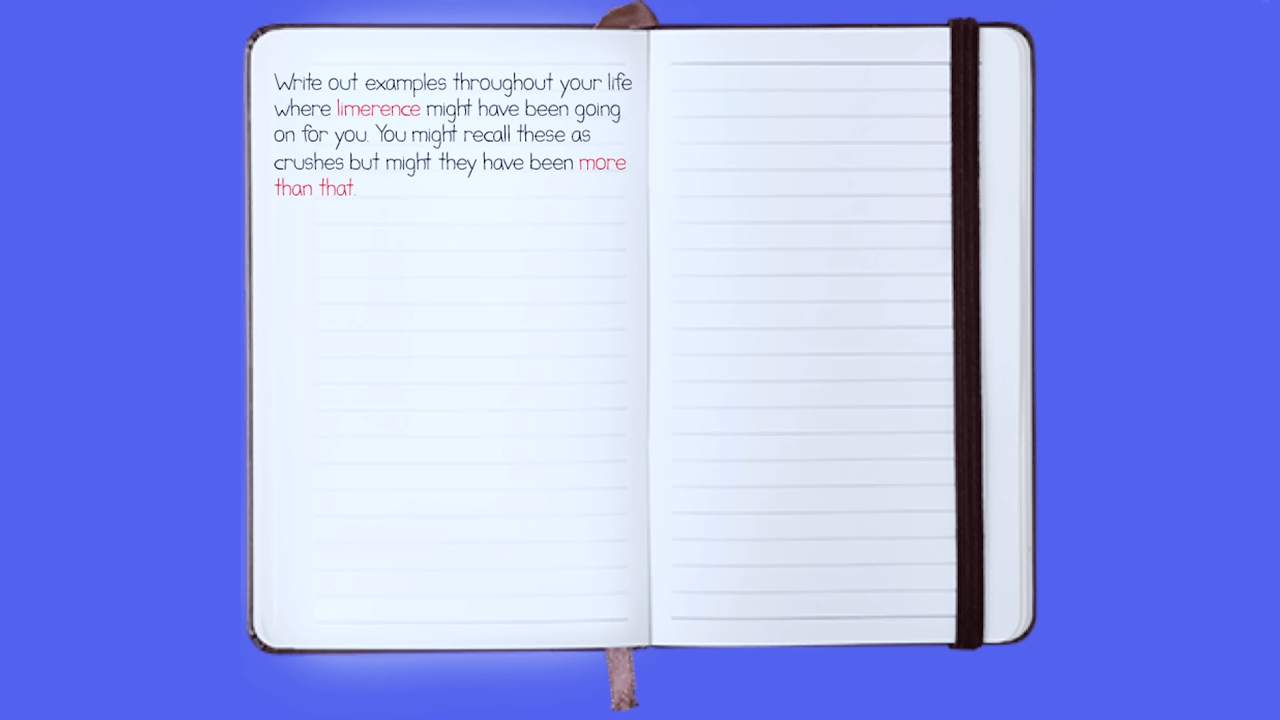 Write out examples throughout your life
where limerence might have been going
on for you. You might recall these as
crushes but might they have been more
than that.